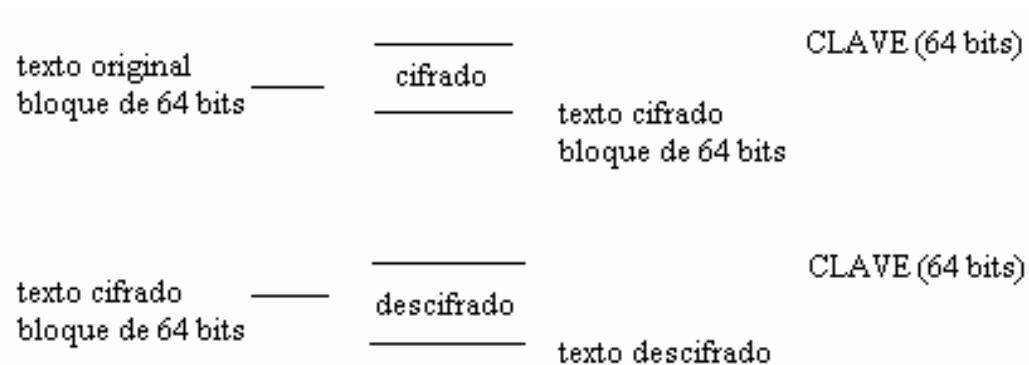 CLAVE (64 bits)
texto original
bloque de 64 bits
cifrado
texto cifrado
bloque de 64 bits
CLAVE (64 bits)
texto cifrado
bloque de 64 bits
descifrado
texto descifrado